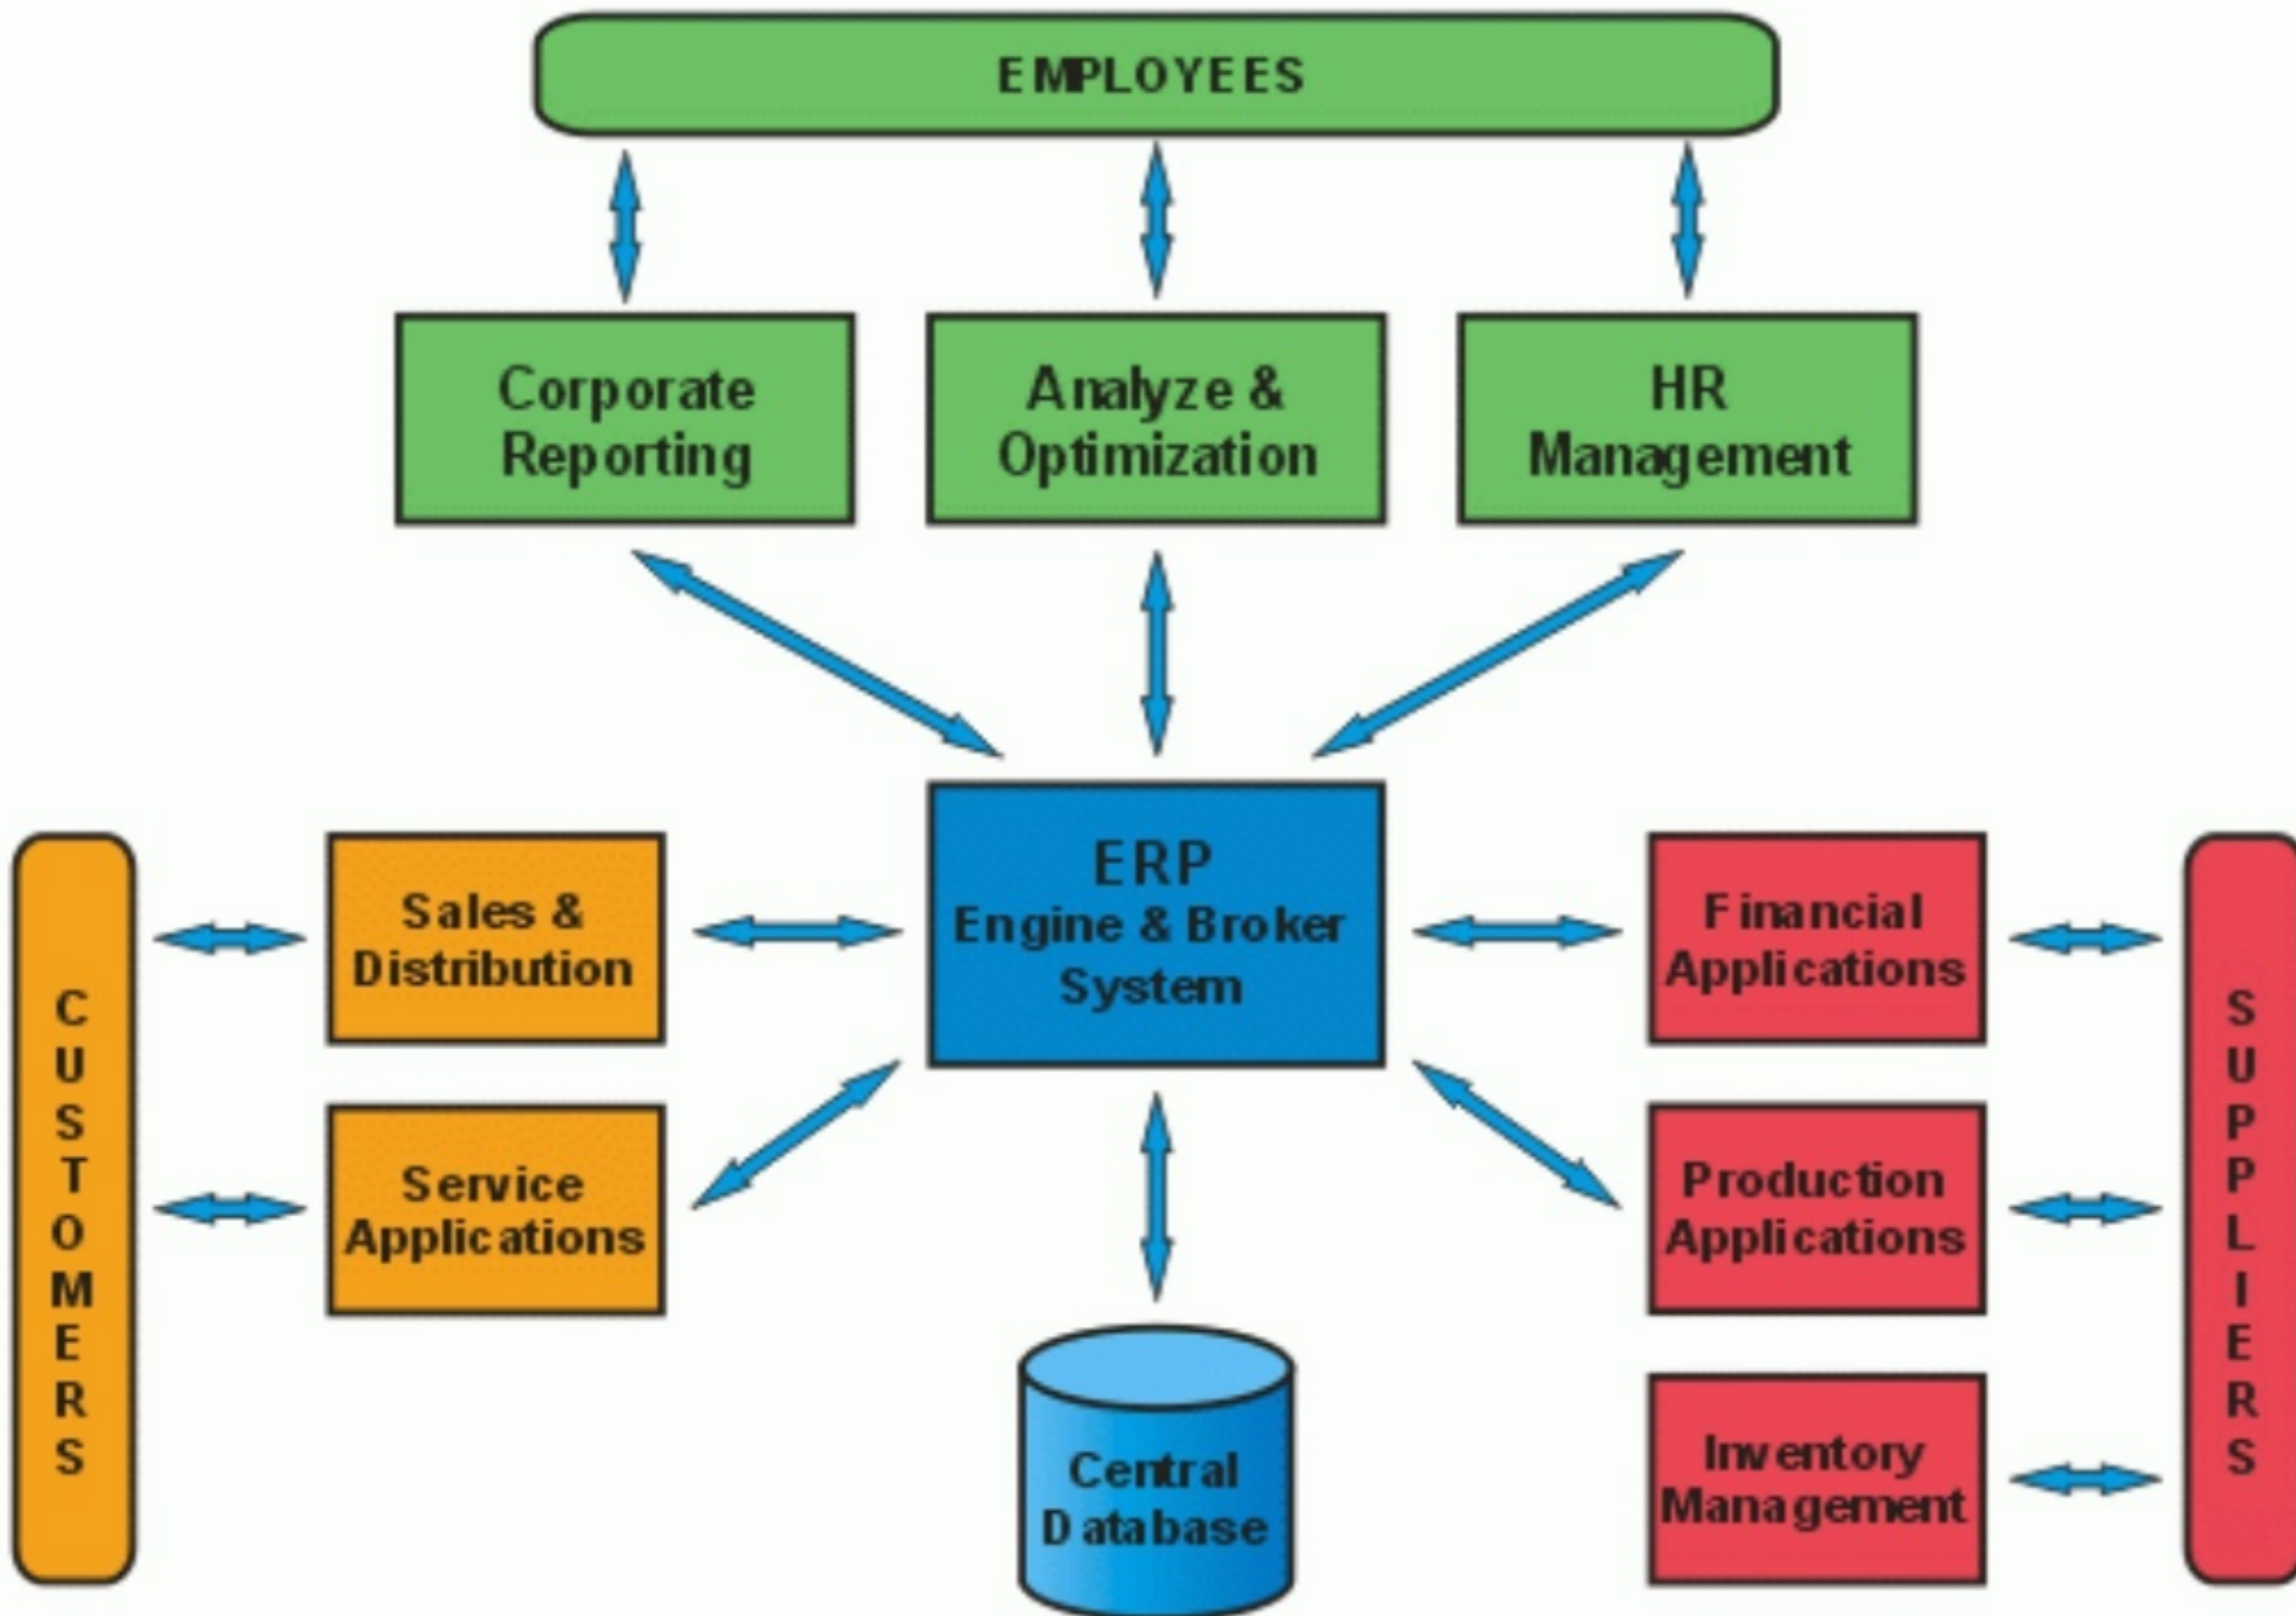 EMPLOYEES
Corporate
Reporting
Analyze &
Optimization
HR
Management
CUSTOMERS
Sales &
Distribution
Service
Applications
ERP
Engine & Broker
System
Central
Database
Financial
Applications
Production
Applications
Inventory
Management
SUPPLIERS